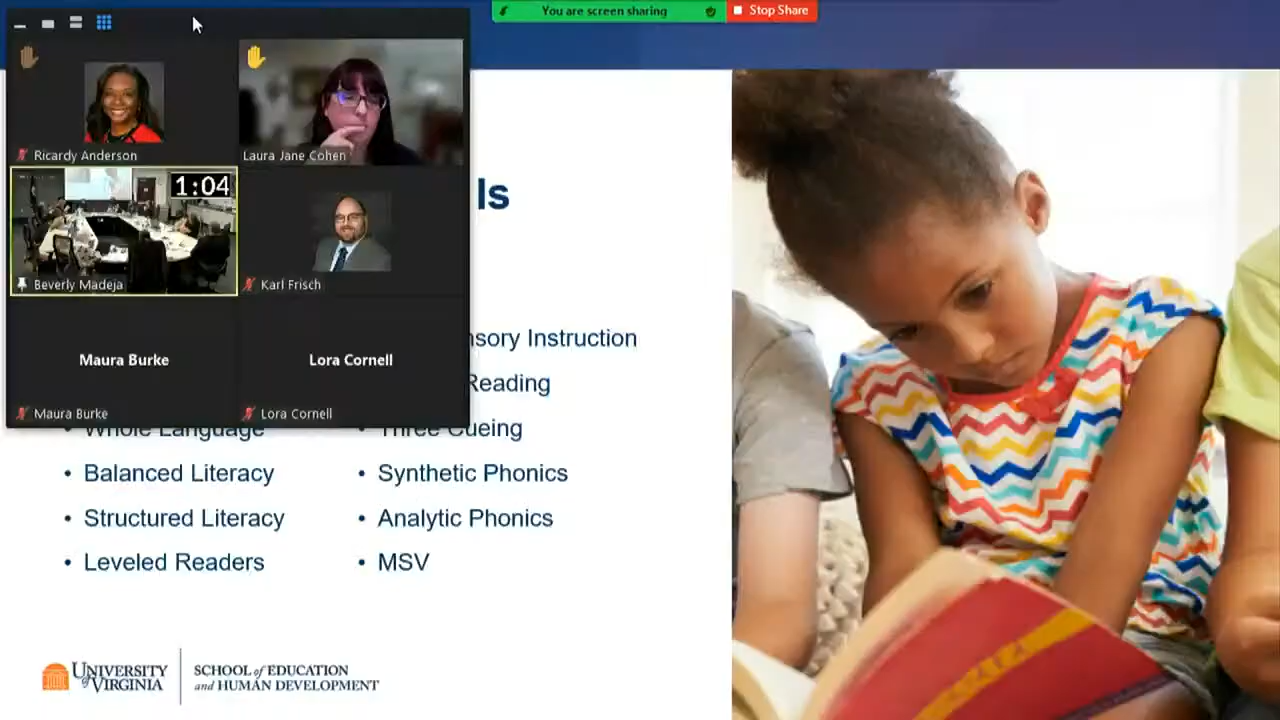 You are screen sharing
Stop Share
Ricardy Anderson
Laura Jane Cohen
1:04
Beverly Madeja
Karl Frisch
Maura Burke
Lora Cornell
Maura Burke
Lora Cornell
ls
nsory Instruction
Reading
Whole Language
Three Cueing
• Balanced Literacy
• Synthetic Phonics
• Structured Literacy
• Analytic Phonics
• Leveled Readers
• MSV
UNIVERSITY
of VIRGINIA
SCHOOL of EDUCATION
and HUMAN DEVELOPMENT